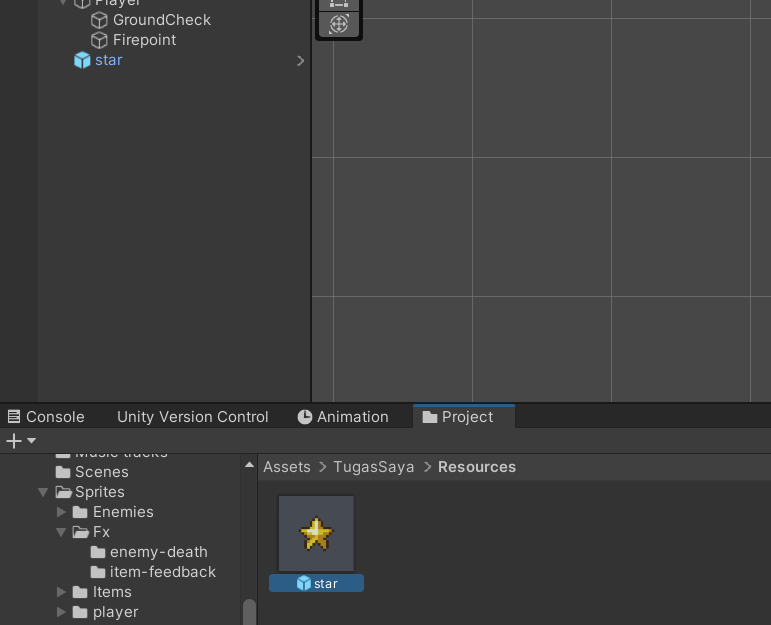 Player
GroundCheck
Firepoint
star
Console
Unity Version Control
Animation
Project
Music tracks
Scenes
Sprites
Enemies
Fx
enemy-death
item-feedback
Items
player
Assets > TugasSaya > Resources
star